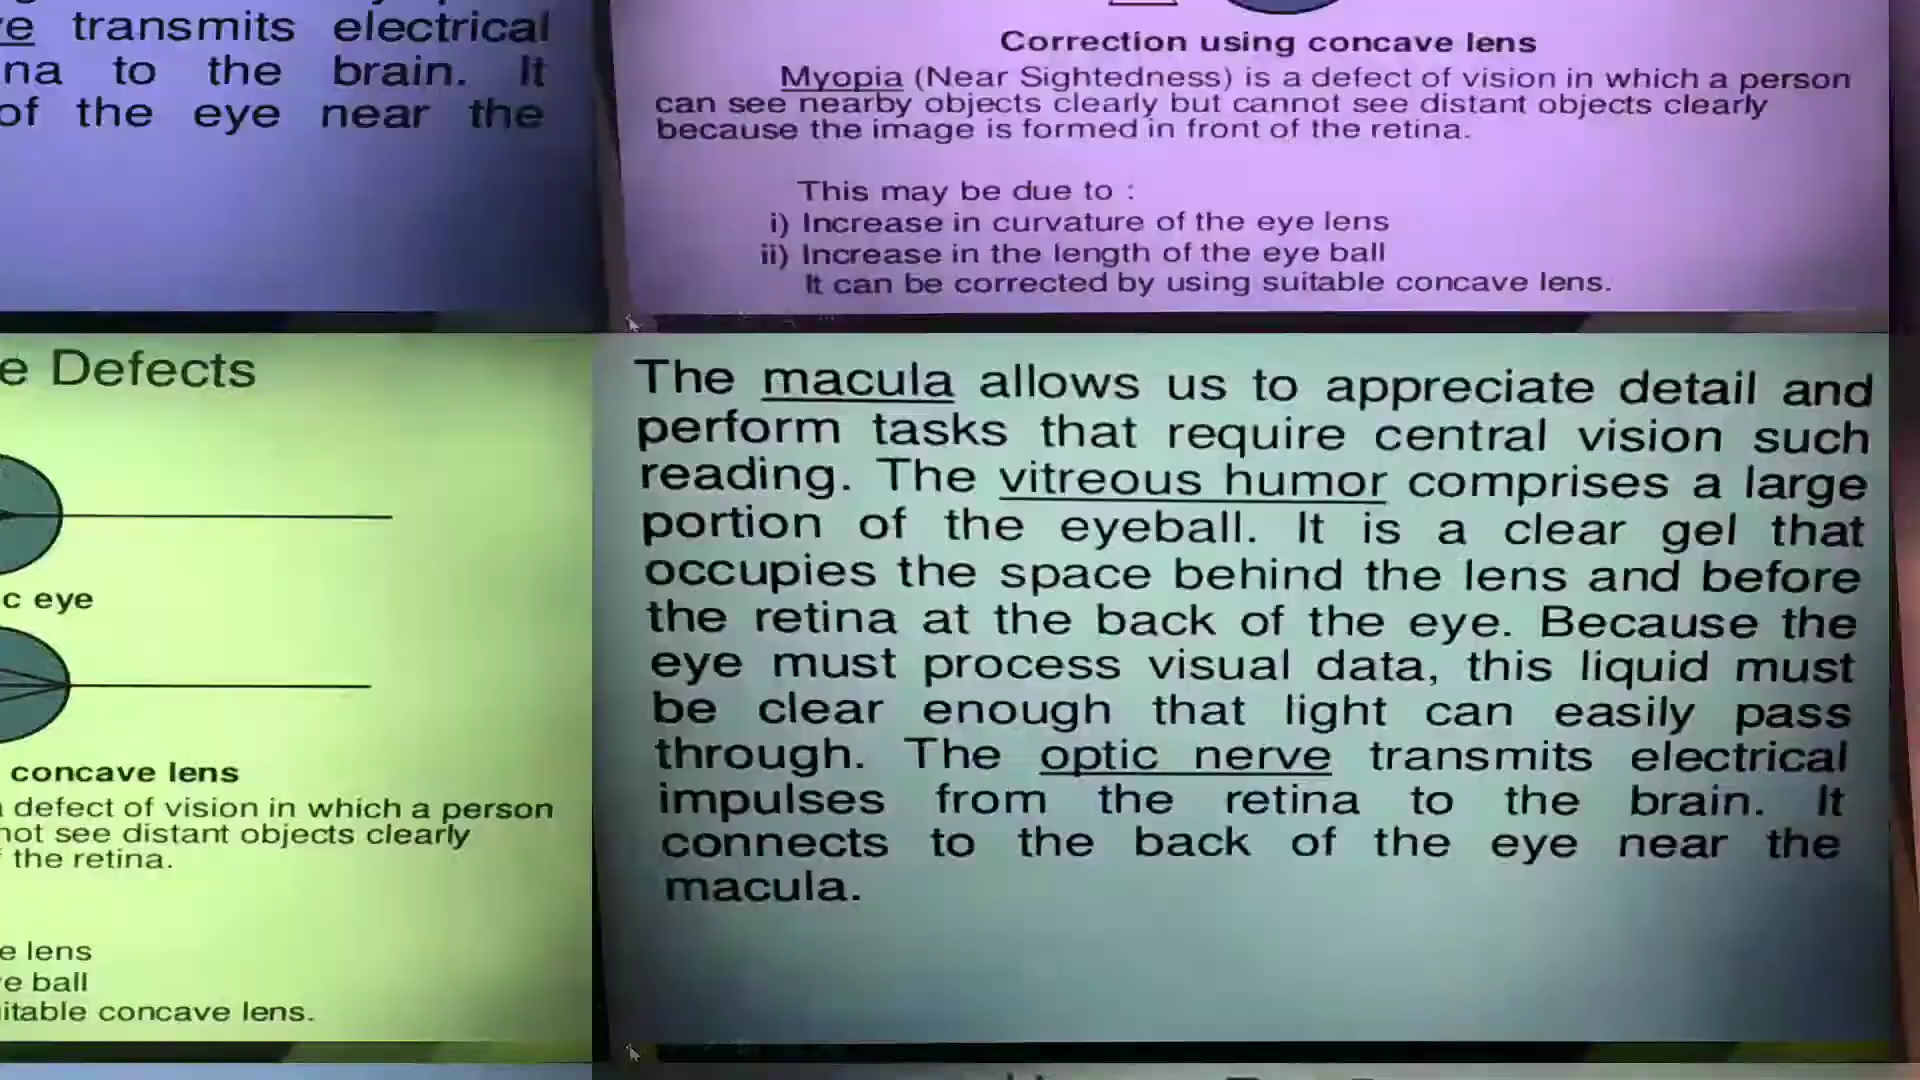 e transmits electrical
na to the brain. It
of the eye near the
Correction using concave lens
Myopia (Near Sightedness) is a defect of vision in which a person
can see nearby objects clearly but cannot see distant objects clearly
because the image is formed in front of the retina.
This may be due to :
i) Increase in curvature of the eye lens
ii) Increase in the length of the eye ball
It can be corrected by using suitable concave lens.
e Defects
c eye
concave lens
defect of vision in which a person
not see distant objects clearly
the retina.
e lens
e ball
itable concave lens.
The macula allows us to appreciate detail and
perform tasks that require central vision such
reading. The vitreous humor comprises a large
portion of the eyeball. It is a clear gel that
occupies the space behind the lens and before
the retina at the back of the eye. Because the
eye must process visual data, this liquid must
be clear enough that light can easily pass
through. The optic nerve transmits electrical
impulses from the retina to the brain. It
connects to the back of the eye near the
macula.